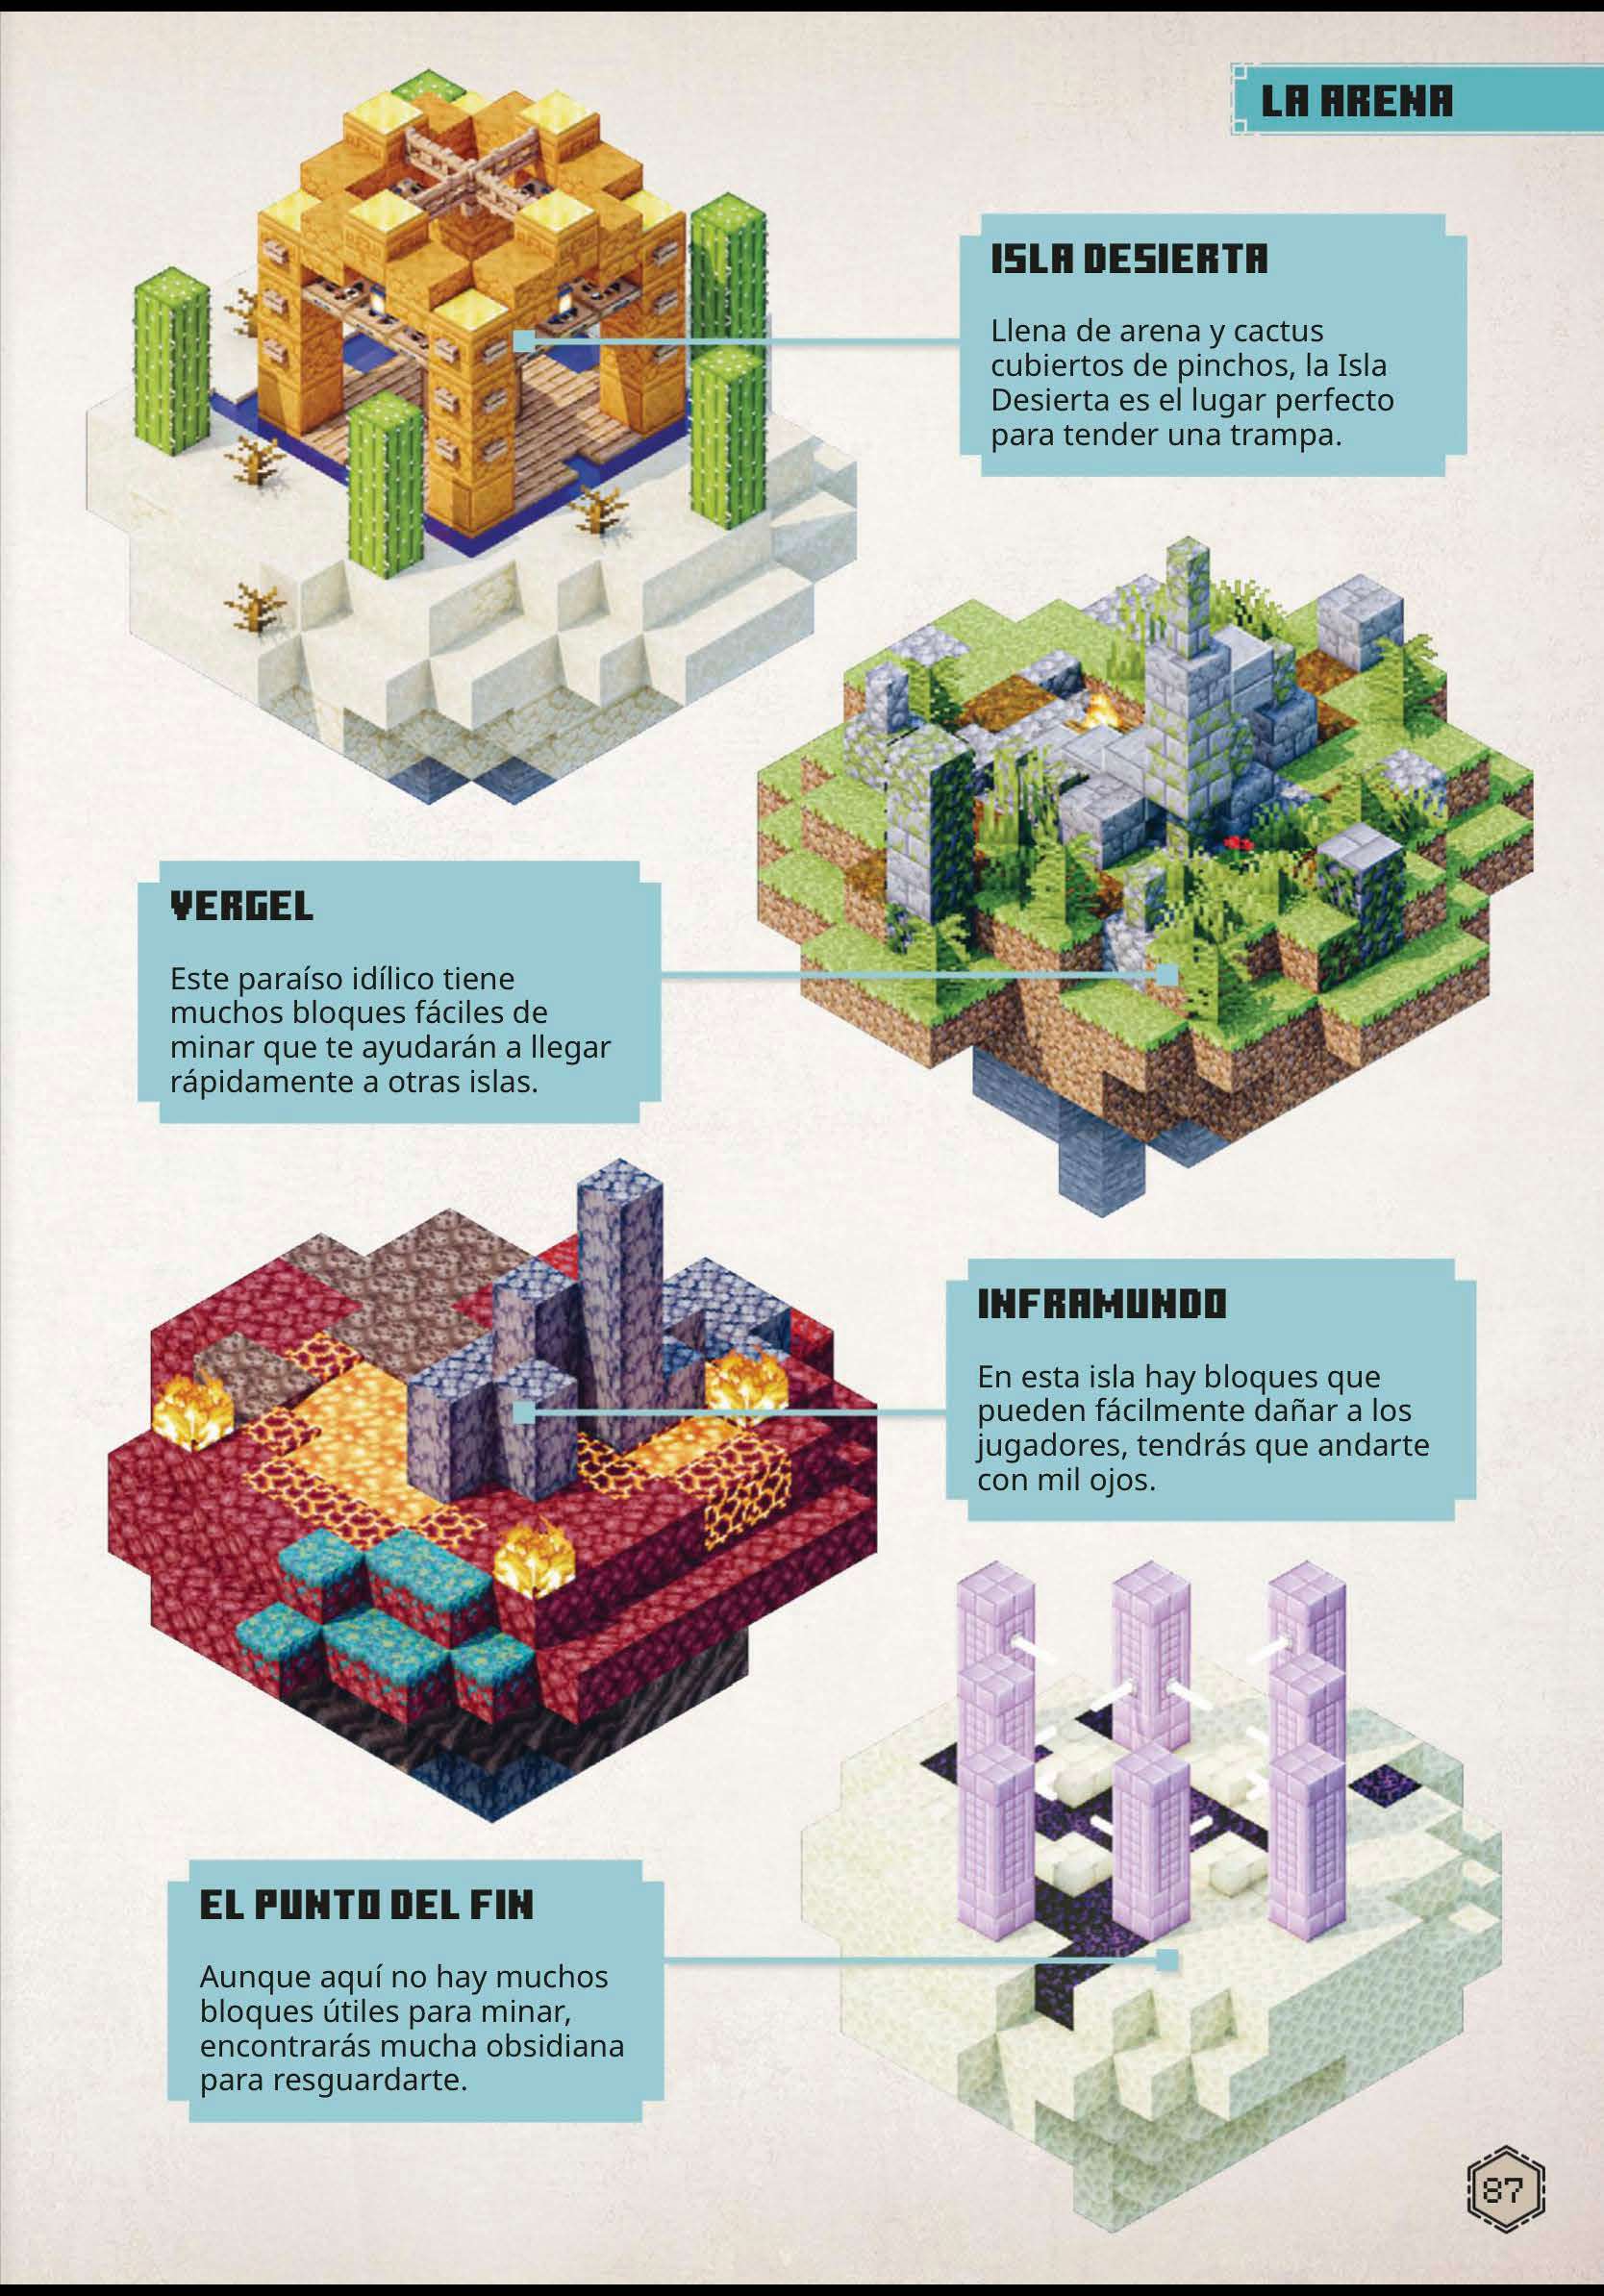 LA ARENA
ISLA DESIERTA
Llena de arena y cactus
cubiertos de pinchos, la Isla
Desierta es el lugar perfecto
para tender una trampa.
VERGEL
Este paraíso idílico tiene
muchos bloques fáciles de
minar que te ayudarán a llegar
rápidamente a otras islas.
INFRAMUNDO
En esta isla hay bloques que
pueden fácilmente dañar a los
jugadores, tendrás que andarte
con mil ojos.
EL PUNTO DEL FIN
Aunque aquí no hay muchos
bloques útiles para minar,
encontrarás mucha obsidiana
para resguardarte.
87